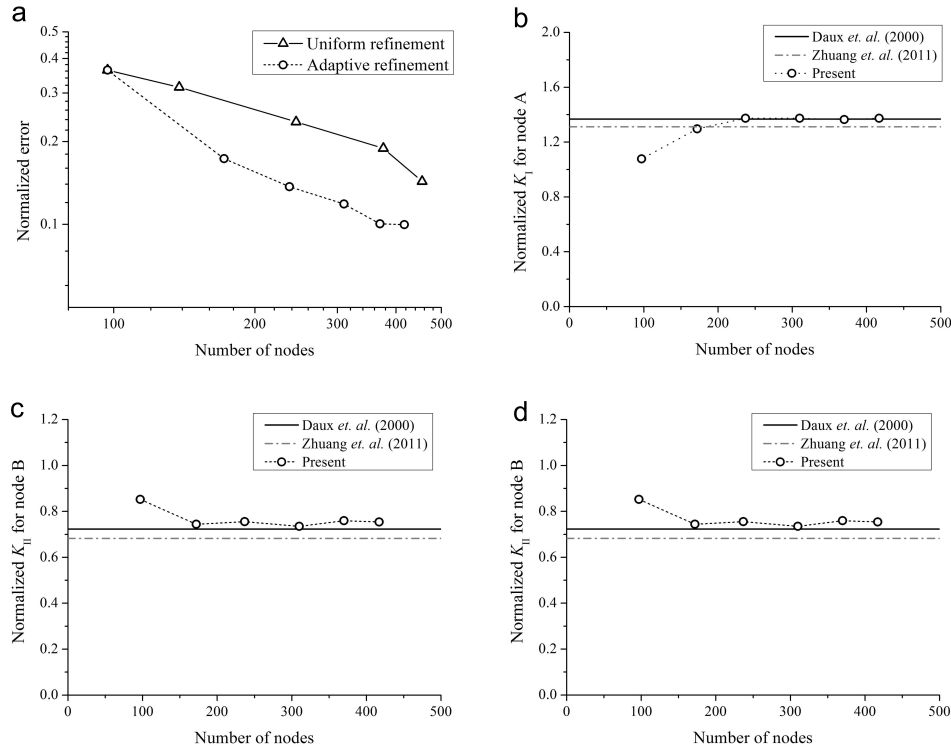 a
Normalized error
0.5
0.4
0.3
0.2
0.1
Uniform refinement
Adaptive refinement
100
200
300
400
500
Number of nodes
b
Normalized K_I for node A
2.0
1.6
1.2
0.8
0.4
0.0
Daux et. al. (2000)
Zhuang et. al. (2011)
Present
0
100
200
300
400
500
Number of nodes
c
Normalized K_II for node B
1.2
1.0
0.8
0.6
0.4
0.2
0.0
Daux et. al. (2000)
Zhuang et. al. (2011)
Present
0
100
200
300
400
500
Number of nodes
d
Normalized K_II for node B
1.2
1.0
0.8
0.6
0.4
0.2
0.0
Daux et. al. (2000)
Zhuang et. al. (2011)
Present
0
100
200
300
400
500
Number of nodes